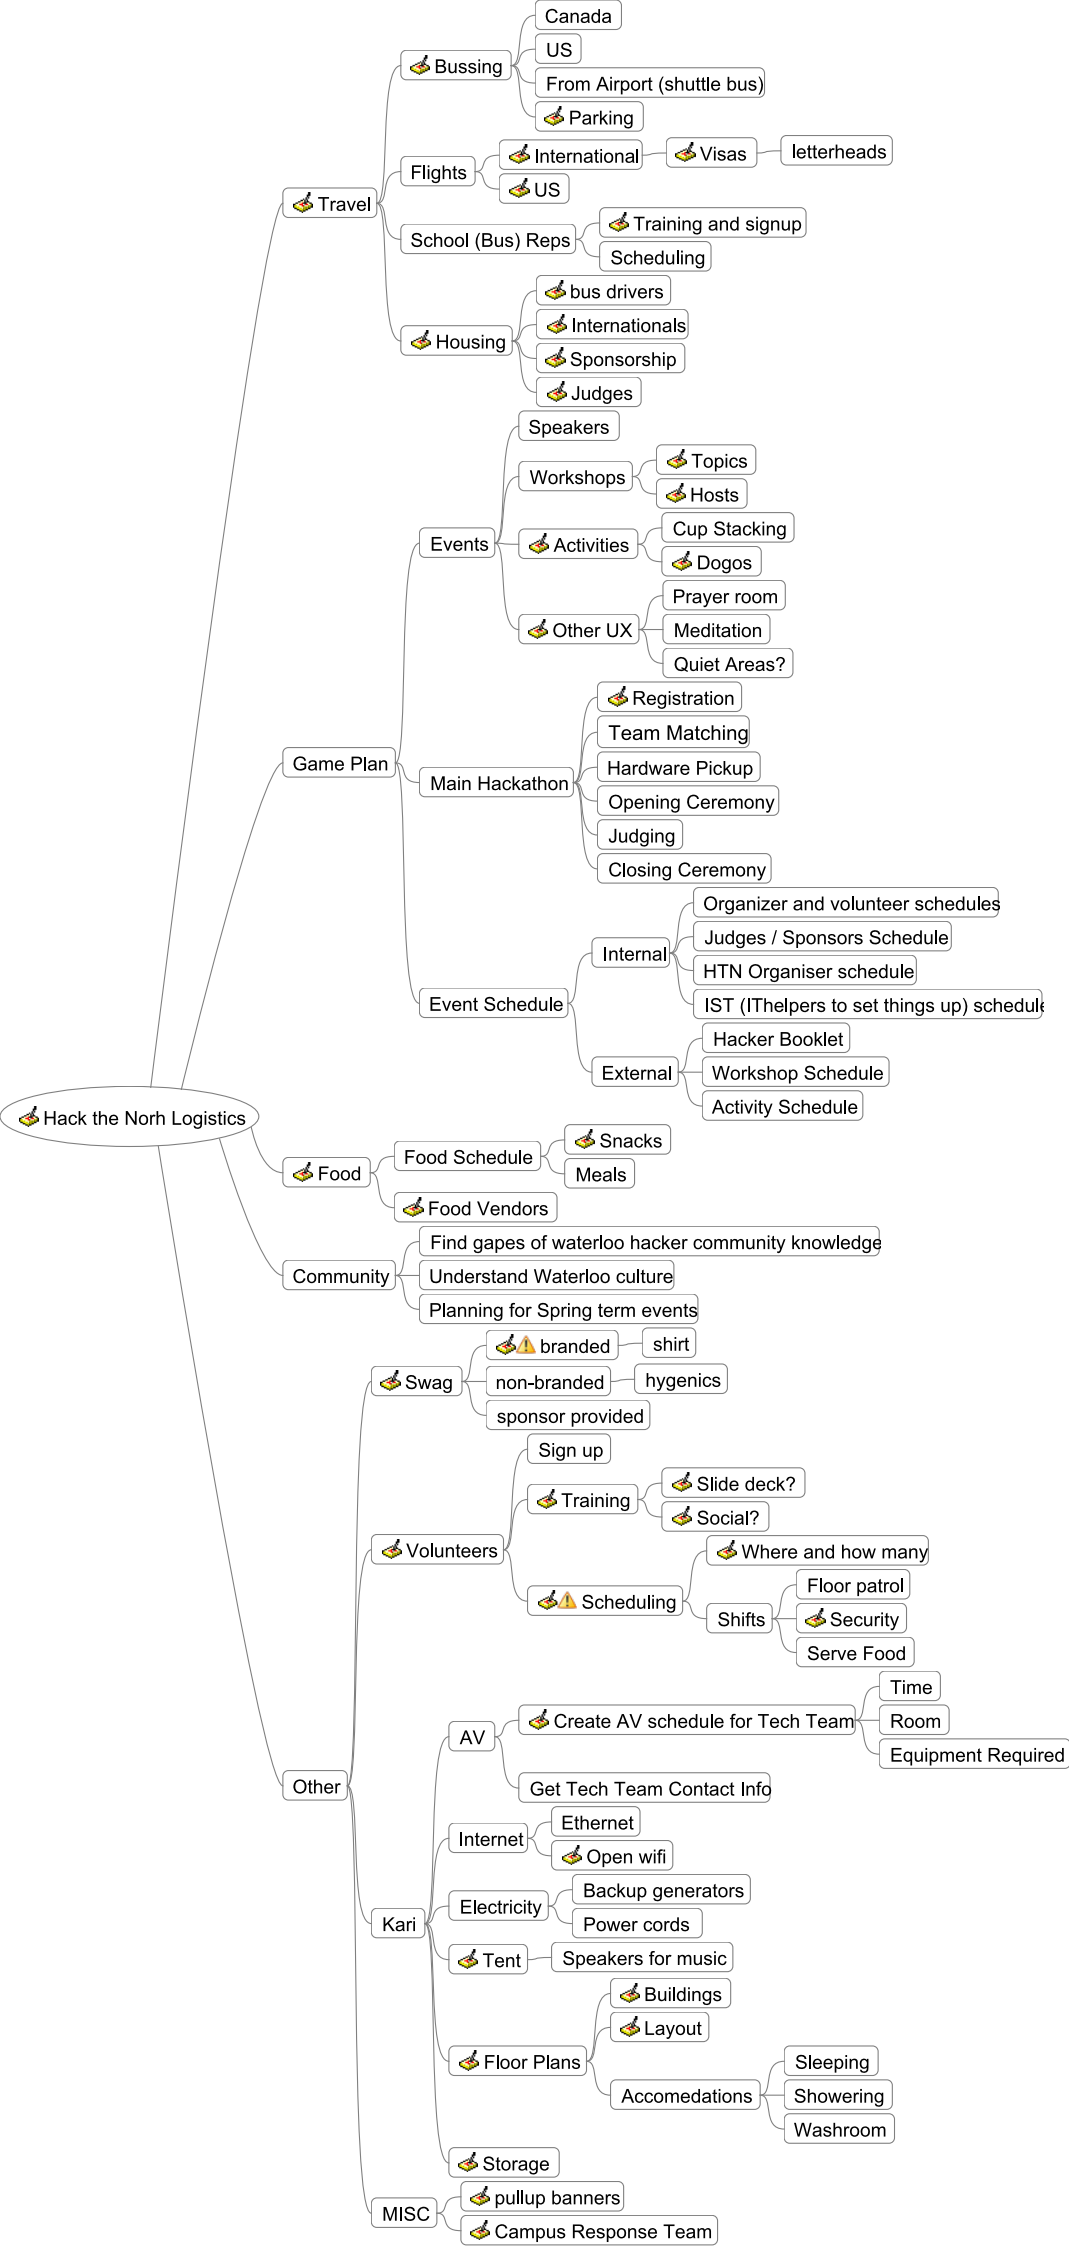 Canada
US
Bussing
From Airport (shuttle bus)
Parking
International
Visas
letterheads
Flights
US
Travel
Training and signup
School (Bus) Reps
Scheduling
bus drivers
Internationals
Housing
Sponsorship
Judges
Speakers
Topics
Workshops
Hosts
Cup Stacking
Events
Activities
Dogos
Prayer room
Other UX
Meditation
Quiet Areas?
Registration
Team Matching
Game Plan
Hardware Pickup
Main Hackathon
Opening Ceremony
Judging
Closing Ceremony
Organizer and volunteer schedules
Judges / Sponsors Schedule
Internal
HTN Organiser schedule
Event Schedule
IST (IThelpers to set things up) schedule
Hacker Booklet
External
Workshop Schedule
Activity Schedule
Hack the Norh Logistics
Snacks
Food Schedule
Food
Meals
Food Vendors
Find gapes of waterloo hacker community knowledge
Community
Understand Waterloo culture
Planning for Spring term events
branded
shirt
Swag
non-branded
hygenics
sponsor provided
Sign up
Slide deck?
Training
Social?
Volunteers
Where and how many
Scheduling
Floor patrol
Shifts
Security
Serve Food
Time
Create AV schedule for Tech Team
Room
AV
Equipment Required
Other
Get Tech Team Contact Info
Ethernet
Internet
Open wifi
Backup generators
Electricity
Kari
Power cords
Tent
Speakers for music
Buildings
Layout
Floor Plans
Sleeping
Accomedations
Showering
Washroom
Storage
pullup banners
MISC
Campus Response Team